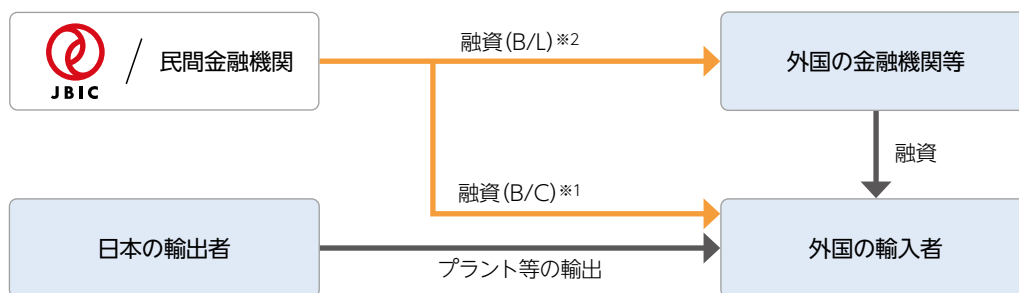 JBIC
/ 民間金融機関
融資(B/L)※2
外国の金融機関等
融資
融資(B/C)※1
日本の輸出者
プラント等の輸出
外国の輸入者